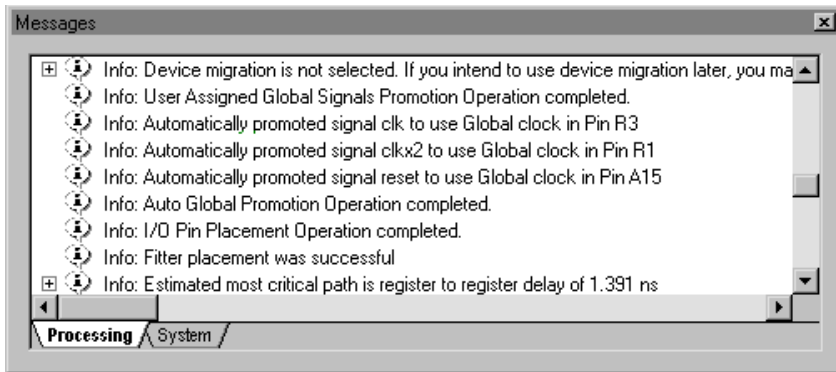 Messages
Info: Device migration is not selected. If you intend to use device migration later, you ma
Info: User Assigned Global Signals Promotion Operation completed.
Info: Automatically promoted signal clk to use Global clock in Pin R3
Info: Automatically promoted signal clkx2 to use Global clock in Pin R1
Info: Automatically promoted signal reset to use Global clock in Pin A15
Info: Auto Global Promotion Operation completed.
Info: I/O Pin Placement Operation completed.
Info: Fitter placement was successful
Info: Estimated most critical path is register to register delay of 1.391 ns
Processing System